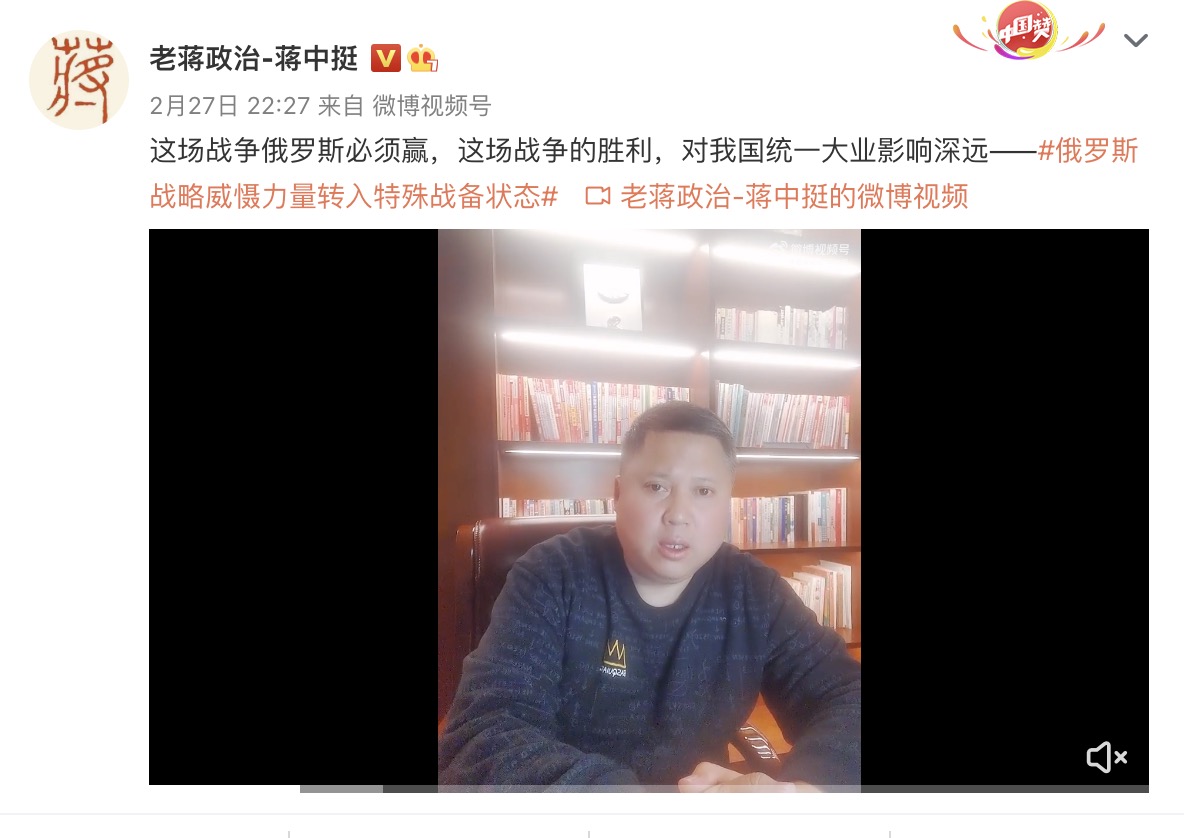 中国赞
蒋
老蒋政治-蒋中挺 V
2月27日 22:27 来自 微博视频号
这场战争俄罗斯必须赢，这场战争的胜利，对我国统一大业影响深远——#俄罗斯
战略威慑力量转入特殊战备状态# 老蒋政治-蒋中挺的微博视频
微博视频号